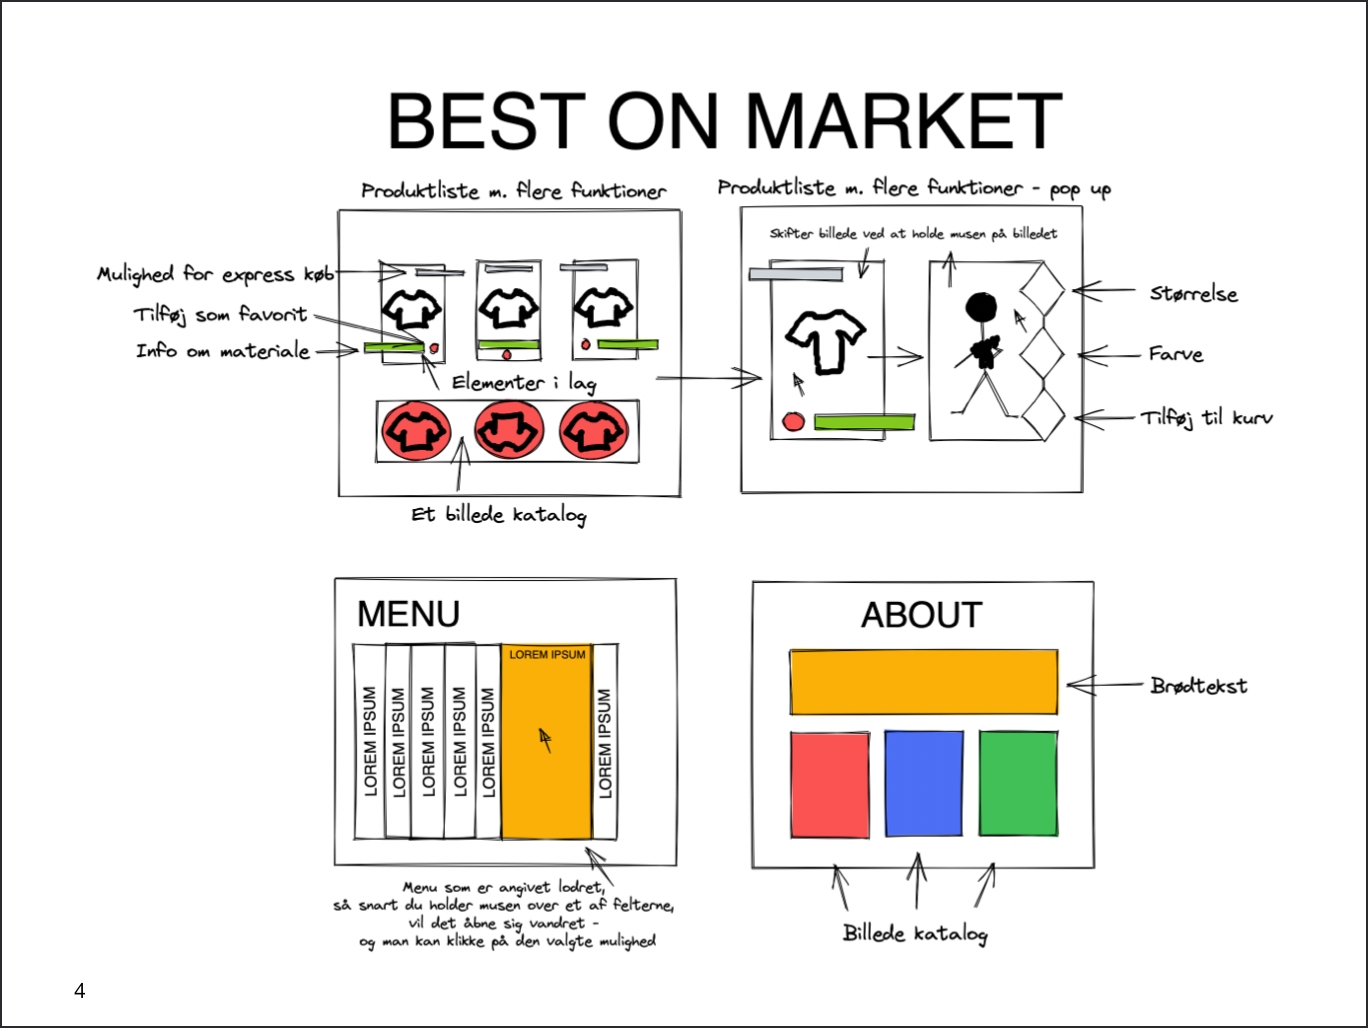 BEST ON MARKET
Produktliste m. flere funktioner
Mulighed for express køb
Tilføj som favorit
Info om materiale
Elementer i lag
Et billede katalog
Produktliste m. flere funktioner - pop up
Skifter billede ved at holde musen på billedet
Størrelse
Farve
Tilføj til kurv
MENU
LOREM IPSUM
LOREM IPSUM
LOREM IPSUM
LOREM IPSUM
LOREM IPSUM
LOREM IPSUM
LOREM IPSUM
Menu som er angivet lodret,
så snart du holder musen over et af felterne,
vil det åbne sig vandret -
og man kan klikke på den valgte mulighed
ABOUT
Brødtekst
Billede katalog
4